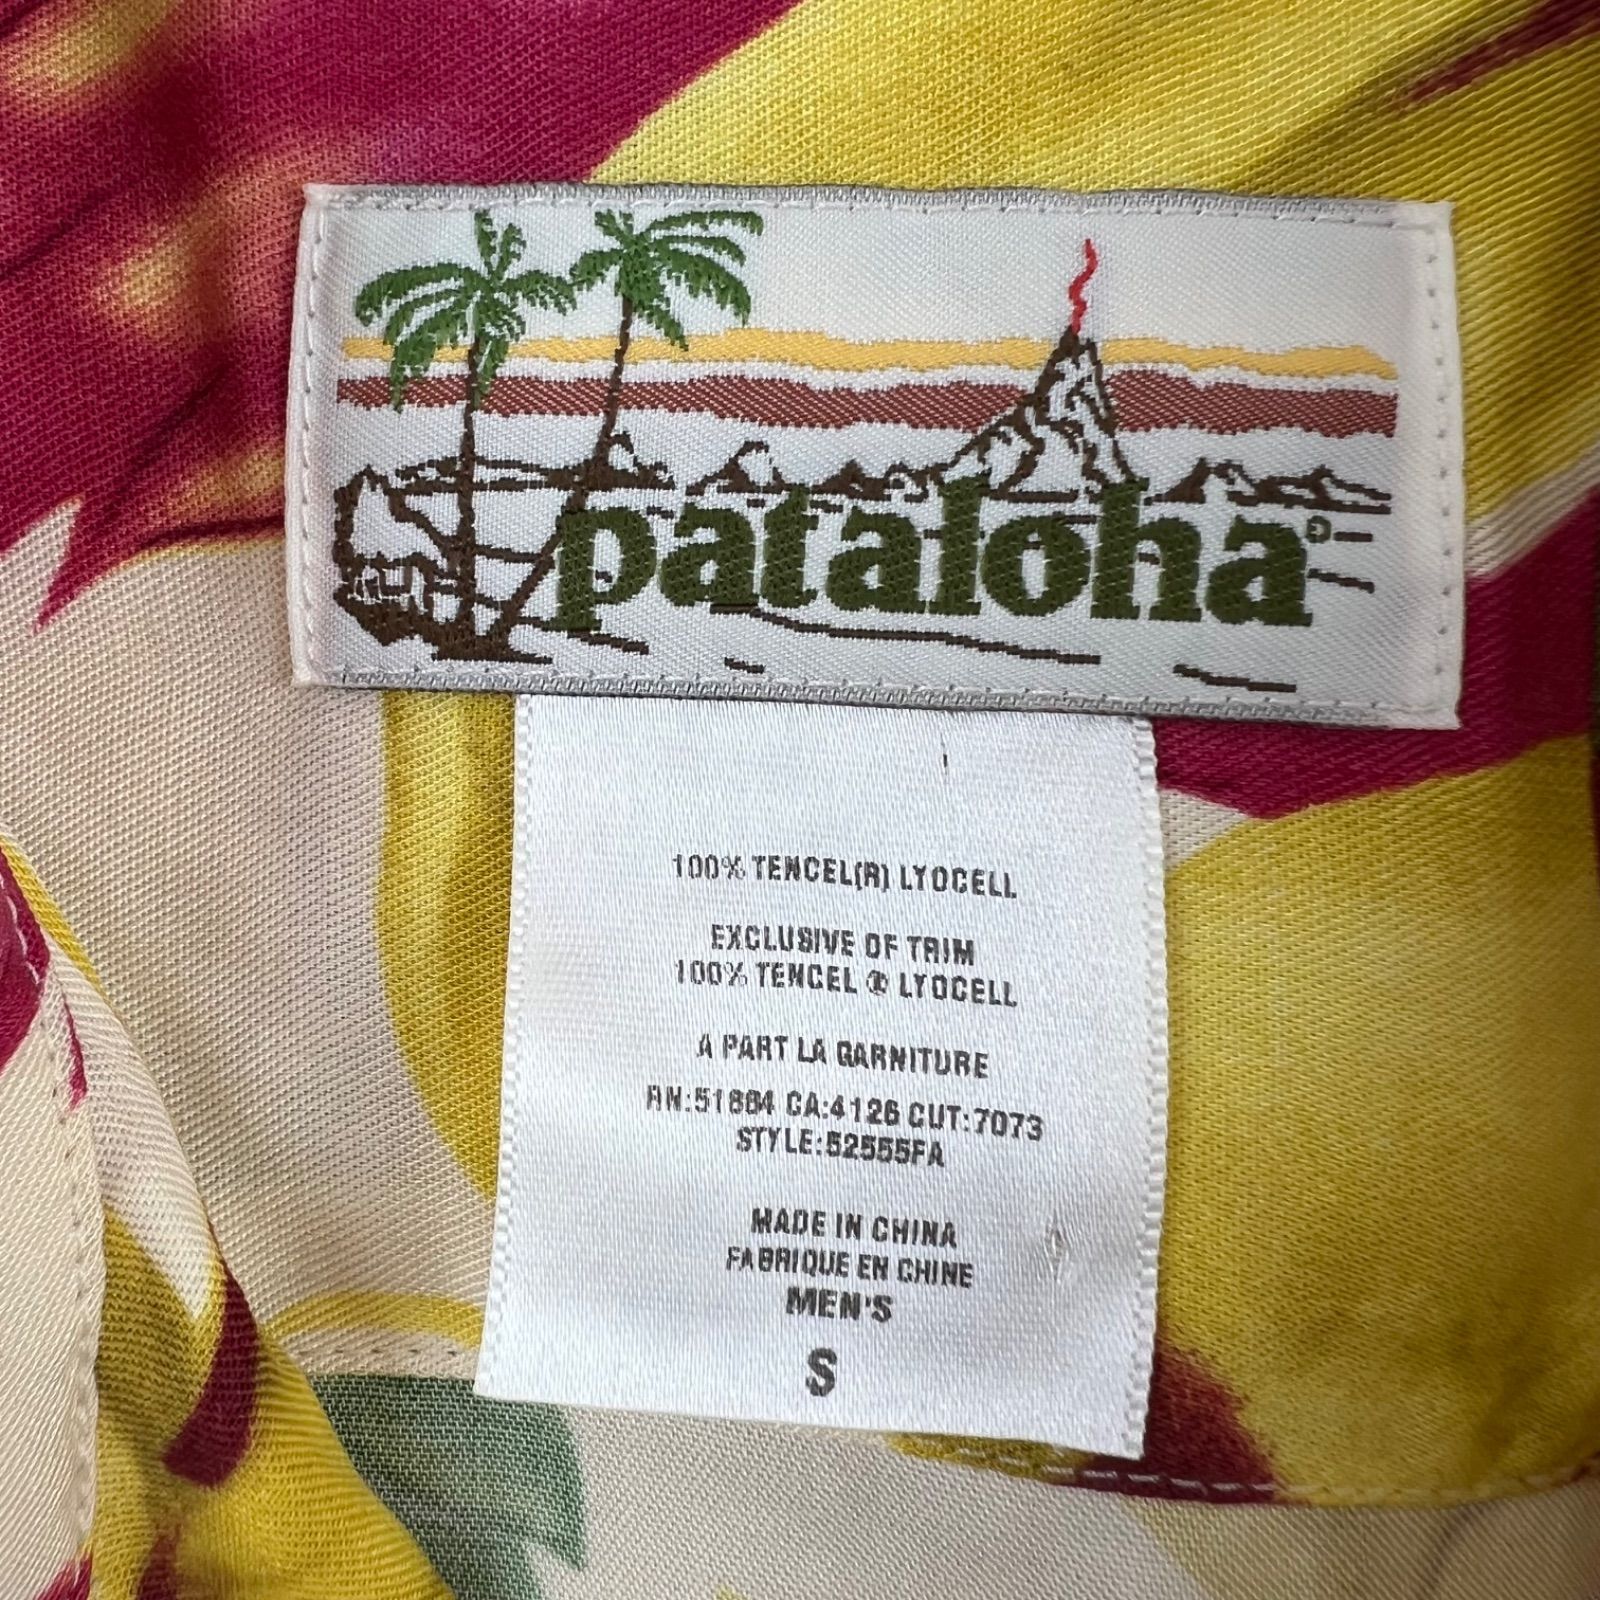 pataloha®
100% TENCEL(R) LYOCELL
EXCLUSIVE OF TRIM
100% TENCEL ® LYOCELL
A PART LA GARNITURE
RN:51884 CA:4126 CUT:7073
STYLE:52555FA
MADE IN CHINA
FABRIQUE EN CHINE
MEN'S
S